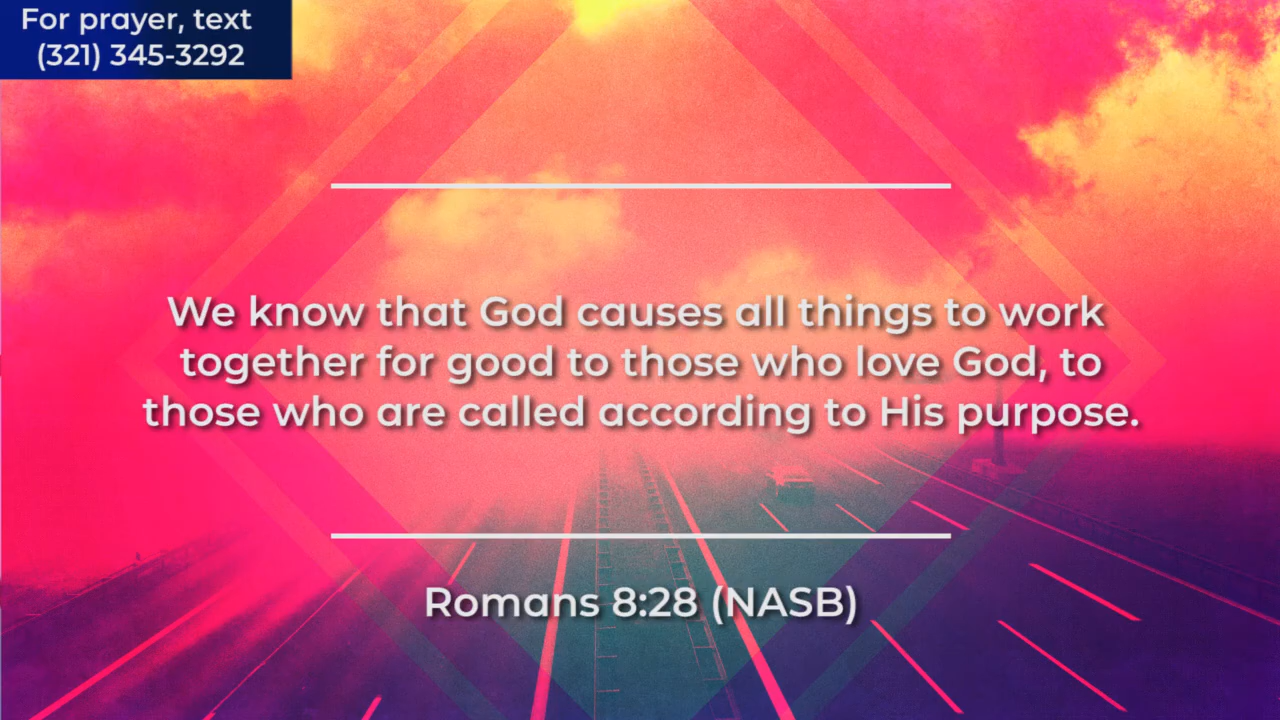 For prayer, text
(321) 345-3292
We know that God causes all things to work
together for good to those who love God, to
those who are called according to His purpose.
Romans 8:28 (NASB)